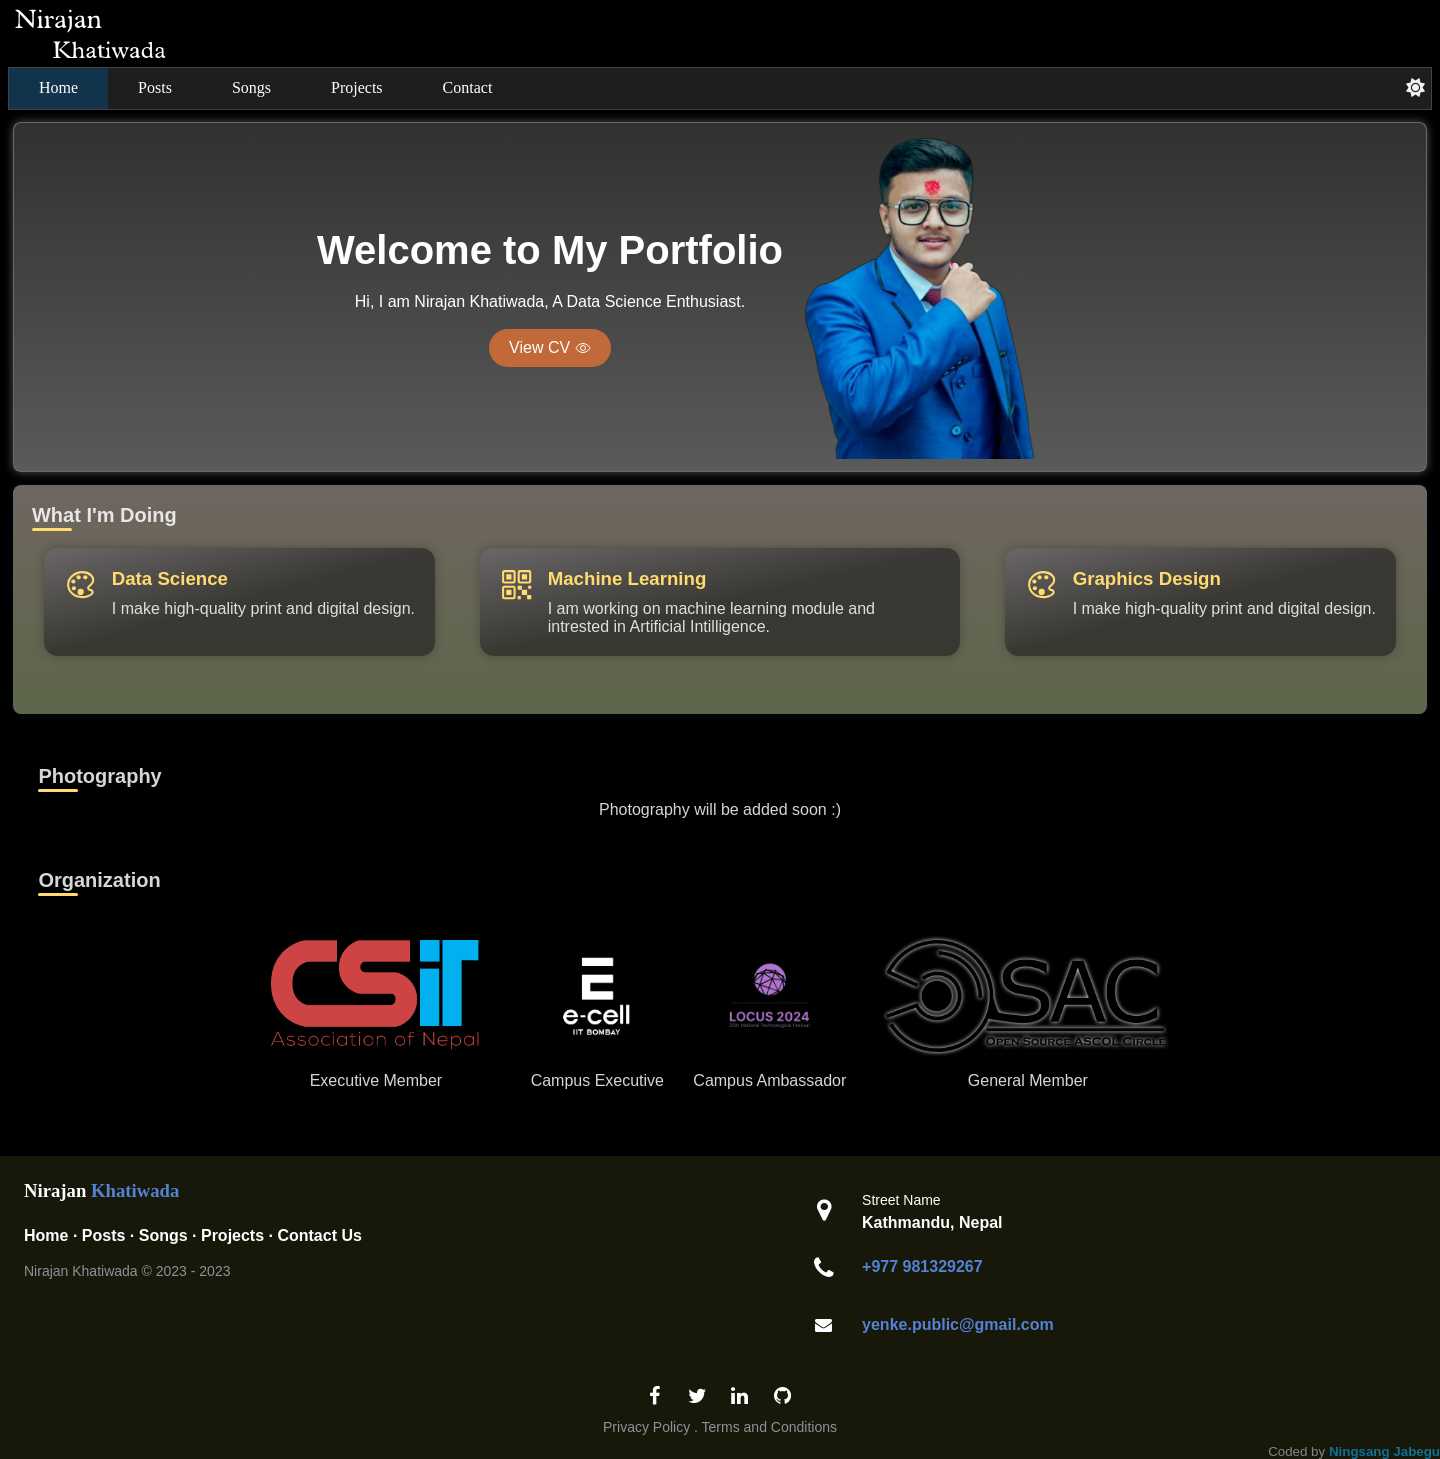 Nirajan
Khatiwada
Home Posts Songs Projects Contact
Welcome to My Portfolio
Hi, I am Nirajan Khatiwada, A Data Science Enthusiast.
View CV
What I'm Doing
Data Science
I make high-quality print and digital design.
Machine Learning
I am working on machine learning module and
intrested in Artificial Intilligence.
Graphics Design
I make high-quality print and digital design.
Photography
Photography will be added soon :)
Organization
CSiT
Association of Nepal
Executive Member
E
e-cell
IIT BOMBAY
Campus Executive
LOCUS 2024
20th National Technological Festival
Campus Ambassador
OSAC
OPEN SOURCE ASCOL CIRCLE
General Member
Nirajan Khatiwada
Home · Posts · Songs · Projects · Contact Us
Nirajan Khatiwada © 2023 - 2023
Street Name
Kathmandu, Nepal
+977 981329267
yenke.public@gmail.com
Privacy Policy . Terms and Conditions
Coded by Ningsang Jabegu